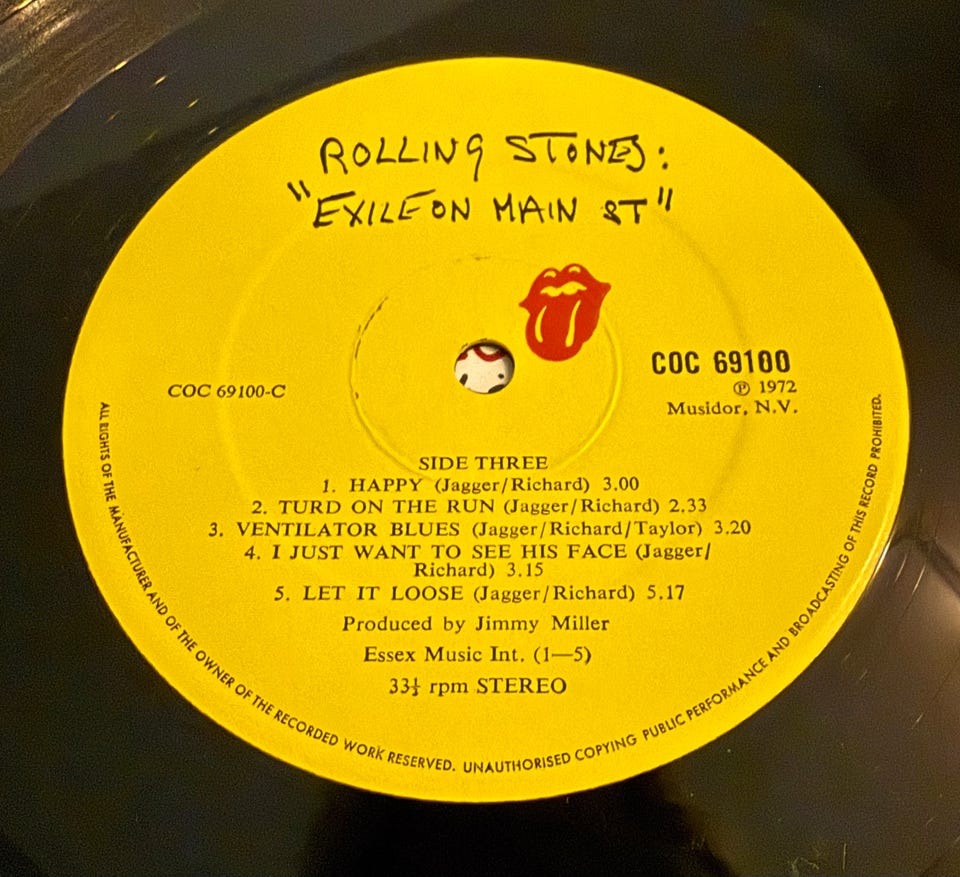 ROLLING STONES:
"EXILE ON MAIN ST"
COC 69100
℗ 1972
Musidor, N.V.
COC 69100-C
SIDE THREE
1. HAPPY (Jagger/Richard) 3.00
2. TURD ON THE RUN (Jagger/Richard) 2.33
3. VENTILATOR BLUES (Jagger/Richard/Taylor) 3.20
4. I JUST WANT TO SEE HIS FACE (Jagger/
Richard) 3.15
5. LET IT LOOSE (Jagger/Richard) 5.17
Produced by Jimmy Miller
Essex Music Int. (1—5)
33⅓ rpm STEREO
ALL RIGHTS OF THE MANUFACTURER AND OF THE OWNER OF THE RECORDED WORK RESERVED. UNAUTHORISED COPYING PUBLIC PERFORMANCE AND BROADCASTING OF THIS RECORD PROHIBITED.